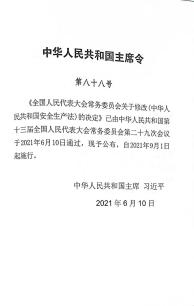 中华人民共和国主席令
第八十八号
《全国人民代表大会常务委员会关于修改〈中华
人民共和国安全生产法〉的决定》已由中华人民共和国第
十三届全国人民代表大会常务委员会第二十九次会议
于2021年6月10日通过，现予公布，自2021年9月1日
起施行。
中华人民共和国主席 习近平
2021年6月10日